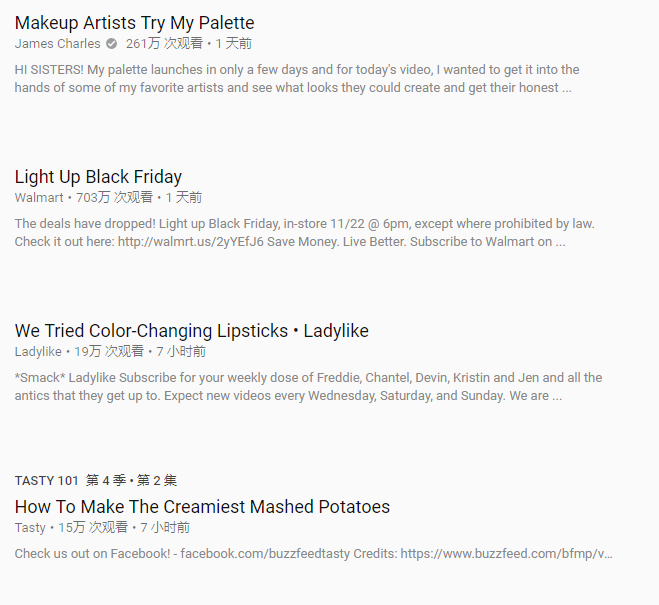 Makeup Artists Try My Palette
James Charles 261万 次观看 • 1 天前
HI SISTERS! My palette launches in only a few days and for today's video, I wanted to get it into the
hands of some of my favorite artists and see what looks they could create and get their honest ...
Light Up Black Friday
Walmart • 703万 次观看 • 1 天前
The deals have dropped! Light up Black Friday, in-store 11/22 @ 6pm, except where prohibited by law.
Check it out here: http://walmrt.us/2yYEfJ6 Save Money. Live Better. Subscribe to Walmart on ...
We Tried Color-Changing Lipsticks • Ladylike
Ladylike • 19万 次观看 • 7 小时前
*Smack* Ladylike Subscribe for your weekly dose of Freddie, Chantel, Devin, Kristin and Jen and all the
antics that they get up to. Expect new videos every Wednesday, Saturday, and Sunday. We are ...
TASTY 101 第 4 季 • 第 2 集
How To Make The Creamiest Mashed Potatoes
Tasty • 15万 次观看 • 7 小时前
Check us out on Facebook! - facebook.com/buzzfeedtasty Credits: https://www.buzzfeed.com/bfmp/v...